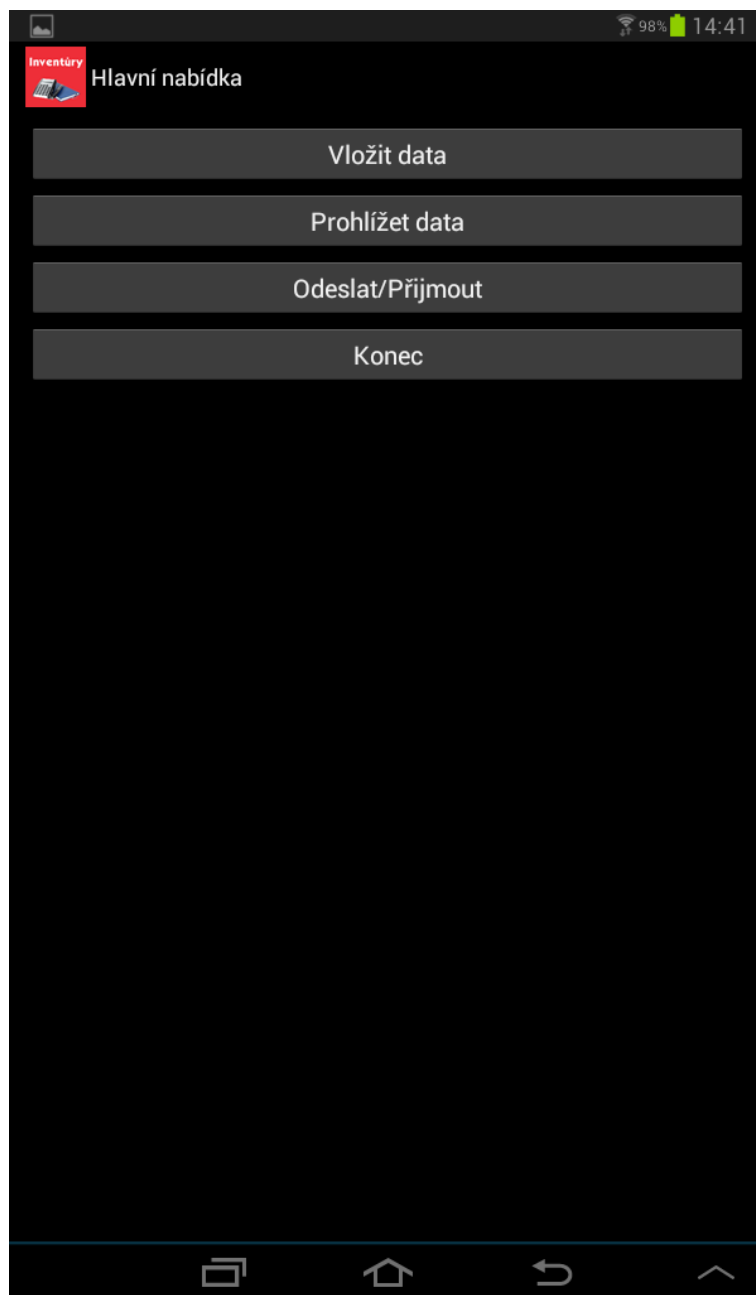 98% 14:41
Inventúry
Hlavní nabídka
Vložit data
Prohlížet data
Odeslat/Přijmout
Konec